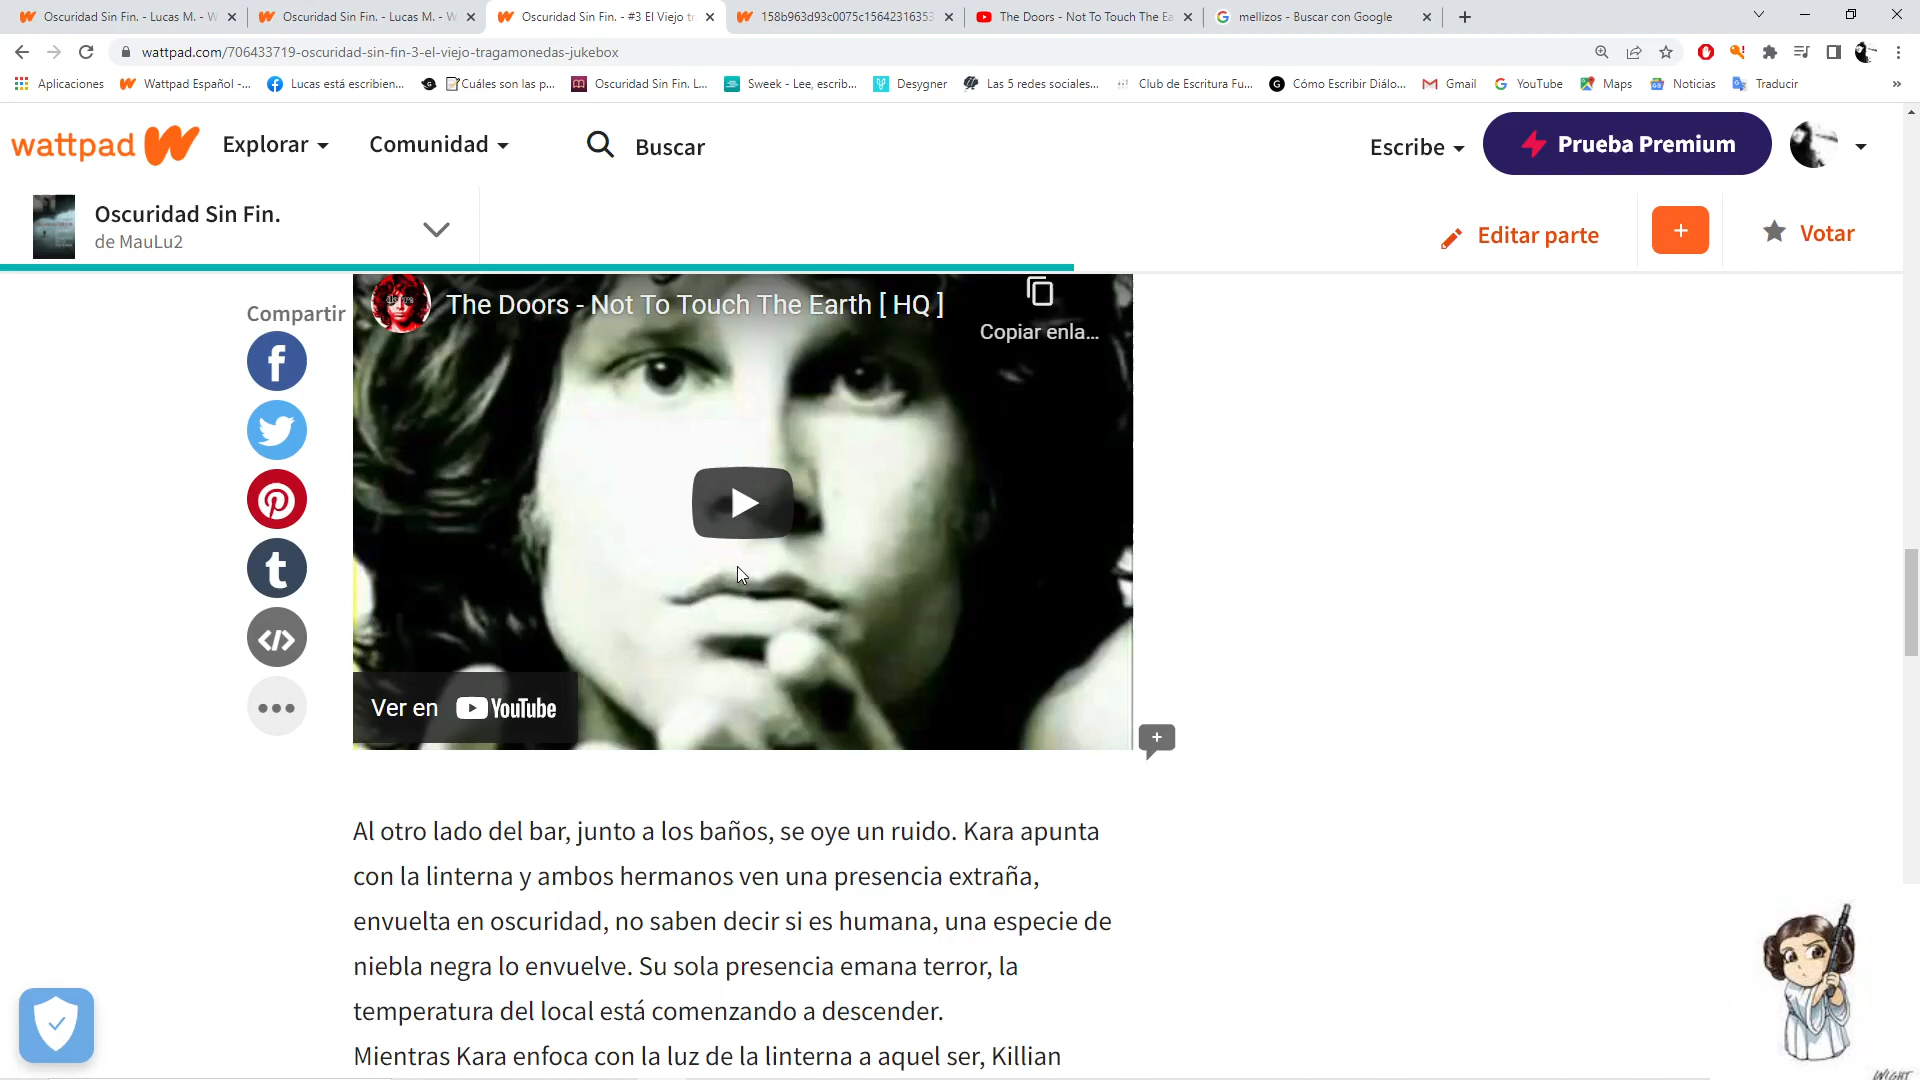 Oscuridad Sin Fin. - Lucas M. - W
Oscuridad Sin Fin. - Lucas M. - W
Oscuridad Sin Fin. - #3 El Viejo tr
158b963d93c0075c15642316353
The Doors - Not To Touch The Ea
mellizos - Buscar con Google
wattpad.com/706433719-oscuridad-sin-fin-3-el-viejo-tragamonedas-jukebox
Aplicaciones
Wattpad Español -...
Lucas está escribien...
Cuáles son las p...
Oscuridad Sin Fin. L...
Sweek - Lee, escrib...
Desygner
Las 5 redes sociales...
Club de Escritura Fu...
Cómo Escribir Diálo...
Gmail
YouTube
Maps
Noticias
Traducir
»
wattpad
Explorar
Comunidad
Buscar
Escribe
Prueba Premium
Oscuridad Sin Fin.
de MauLu2
Editar parte
+
Votar
Compartir
The Doors - Not To Touch The Earth [ HQ ]
Copiar enla...
Ver en YouTube
+
Al otro lado del bar, junto a los baños, se oye un ruido. Kara apunta
con la linterna y ambos hermanos ven una presencia extraña,
envuelta en oscuridad, no saben decir si es humana, una especie de
niebla negra lo envuelve. Su sola presencia emana terror, la
temperatura del local está comenzando a descender.
Mientras Kara enfoca con la luz de la linterna a aquel ser, Killian
WIGHT